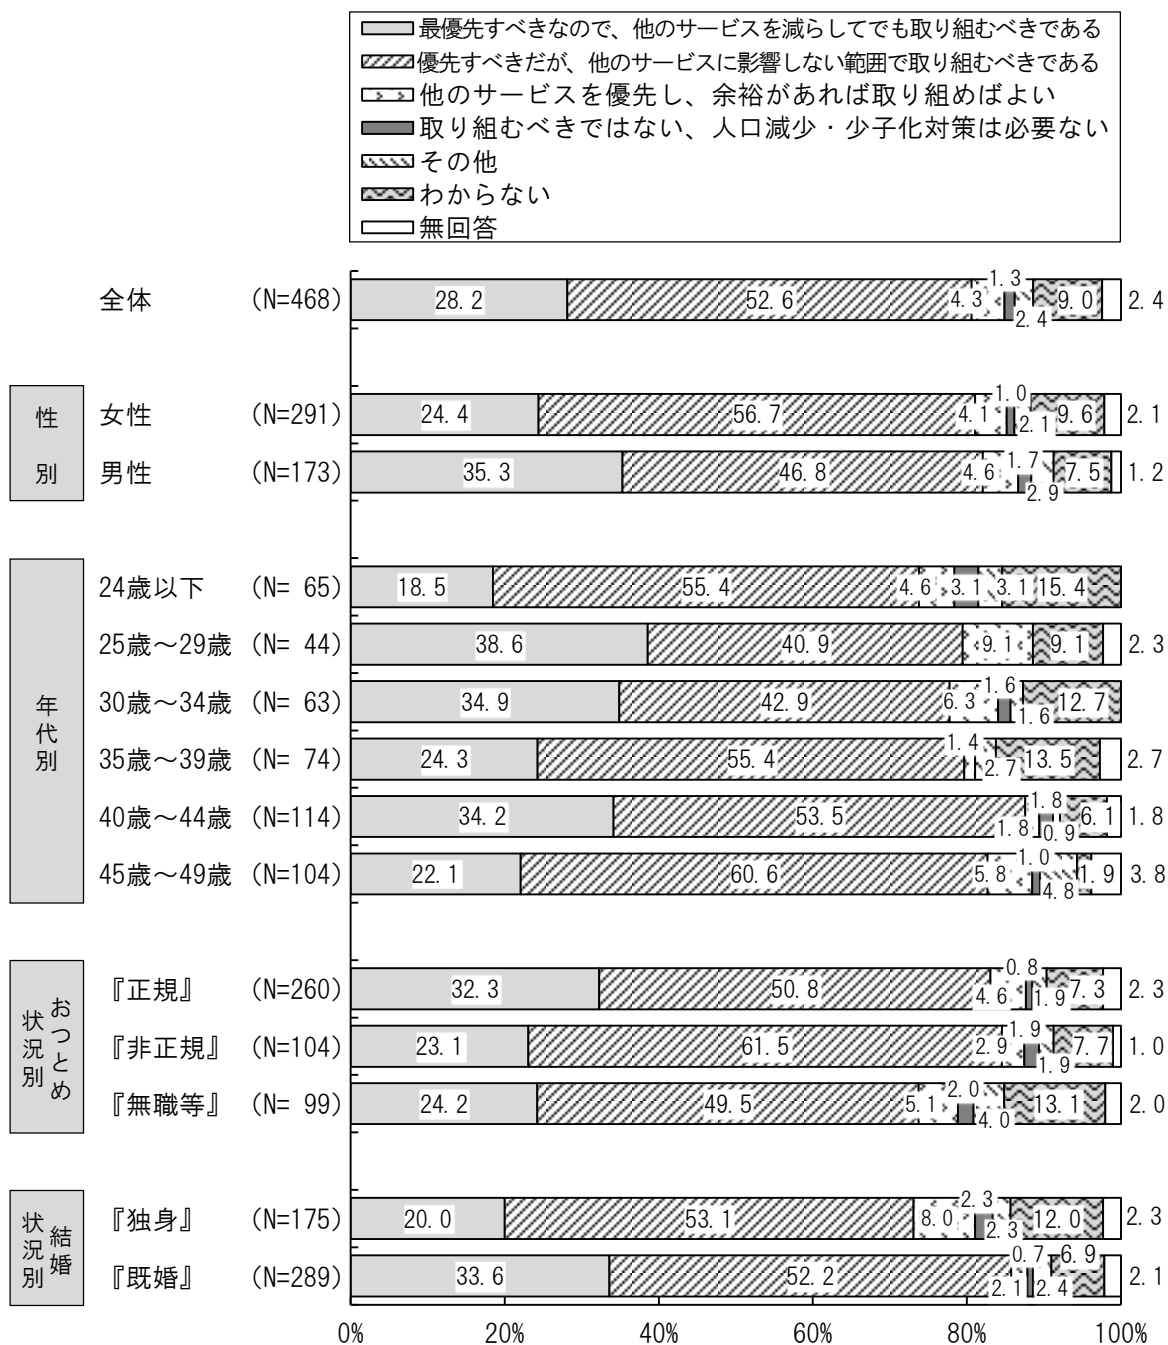 最優先すべきなので、他のサービスを減らしてでも取り組むべきである
優先すべきだが、他のサービスに影響しない範囲で取り組むべきである
他のサービスを優先し、余裕があれば取り組めばよい
取り組むべきではない、人口減少・少子化対策は必要ない
その他
わからない
無回答
全体 (N=468) 28.2 52.6 4.3 1.3 2.4 9.0 2.4
性別
女性 (N=291) 24.4 56.7 4.1 1.0 2.1 9.6 2.1
男性 (N=173) 35.3 46.8 4.6 1.7 2.9 7.5 1.2
年代別
24歳以下 (N= 65) 18.5 55.4 4.6 3.1 3.1 15.4
25歳～29歳 (N= 44) 38.6 40.9 9.1 9.1 2.3
30歳～34歳 (N= 63) 34.9 42.9 6.3 1.6 1.6 12.7
35歳～39歳 (N= 74) 24.3 55.4 1.4 2.7 13.5 2.7
40歳～44歳 (N=114) 34.2 53.5 1.8 1.8 0.9 6.1 1.8
45歳～49歳 (N=104) 22.1 60.6 5.8 1.0 4.8 1.9 3.8
おつとめ状況別
『正規』 (N=260) 32.3 50.8 4.6 0.8 1.9 7.3 2.3
『非正規』 (N=104) 23.1 61.5 2.9 1.9 1.9 7.7 1.0
『無職等』 (N= 99) 24.2 49.5 5.1 2.0 4.0 13.1 2.0
結婚状況別
『独身』 (N=175) 20.0 53.1 8.0 2.3 2.3 12.0 2.3
『既婚』 (N=289) 33.6 52.2 2.1 0.7 2.4 6.9 2.1
0% 20% 40% 60% 80% 100%